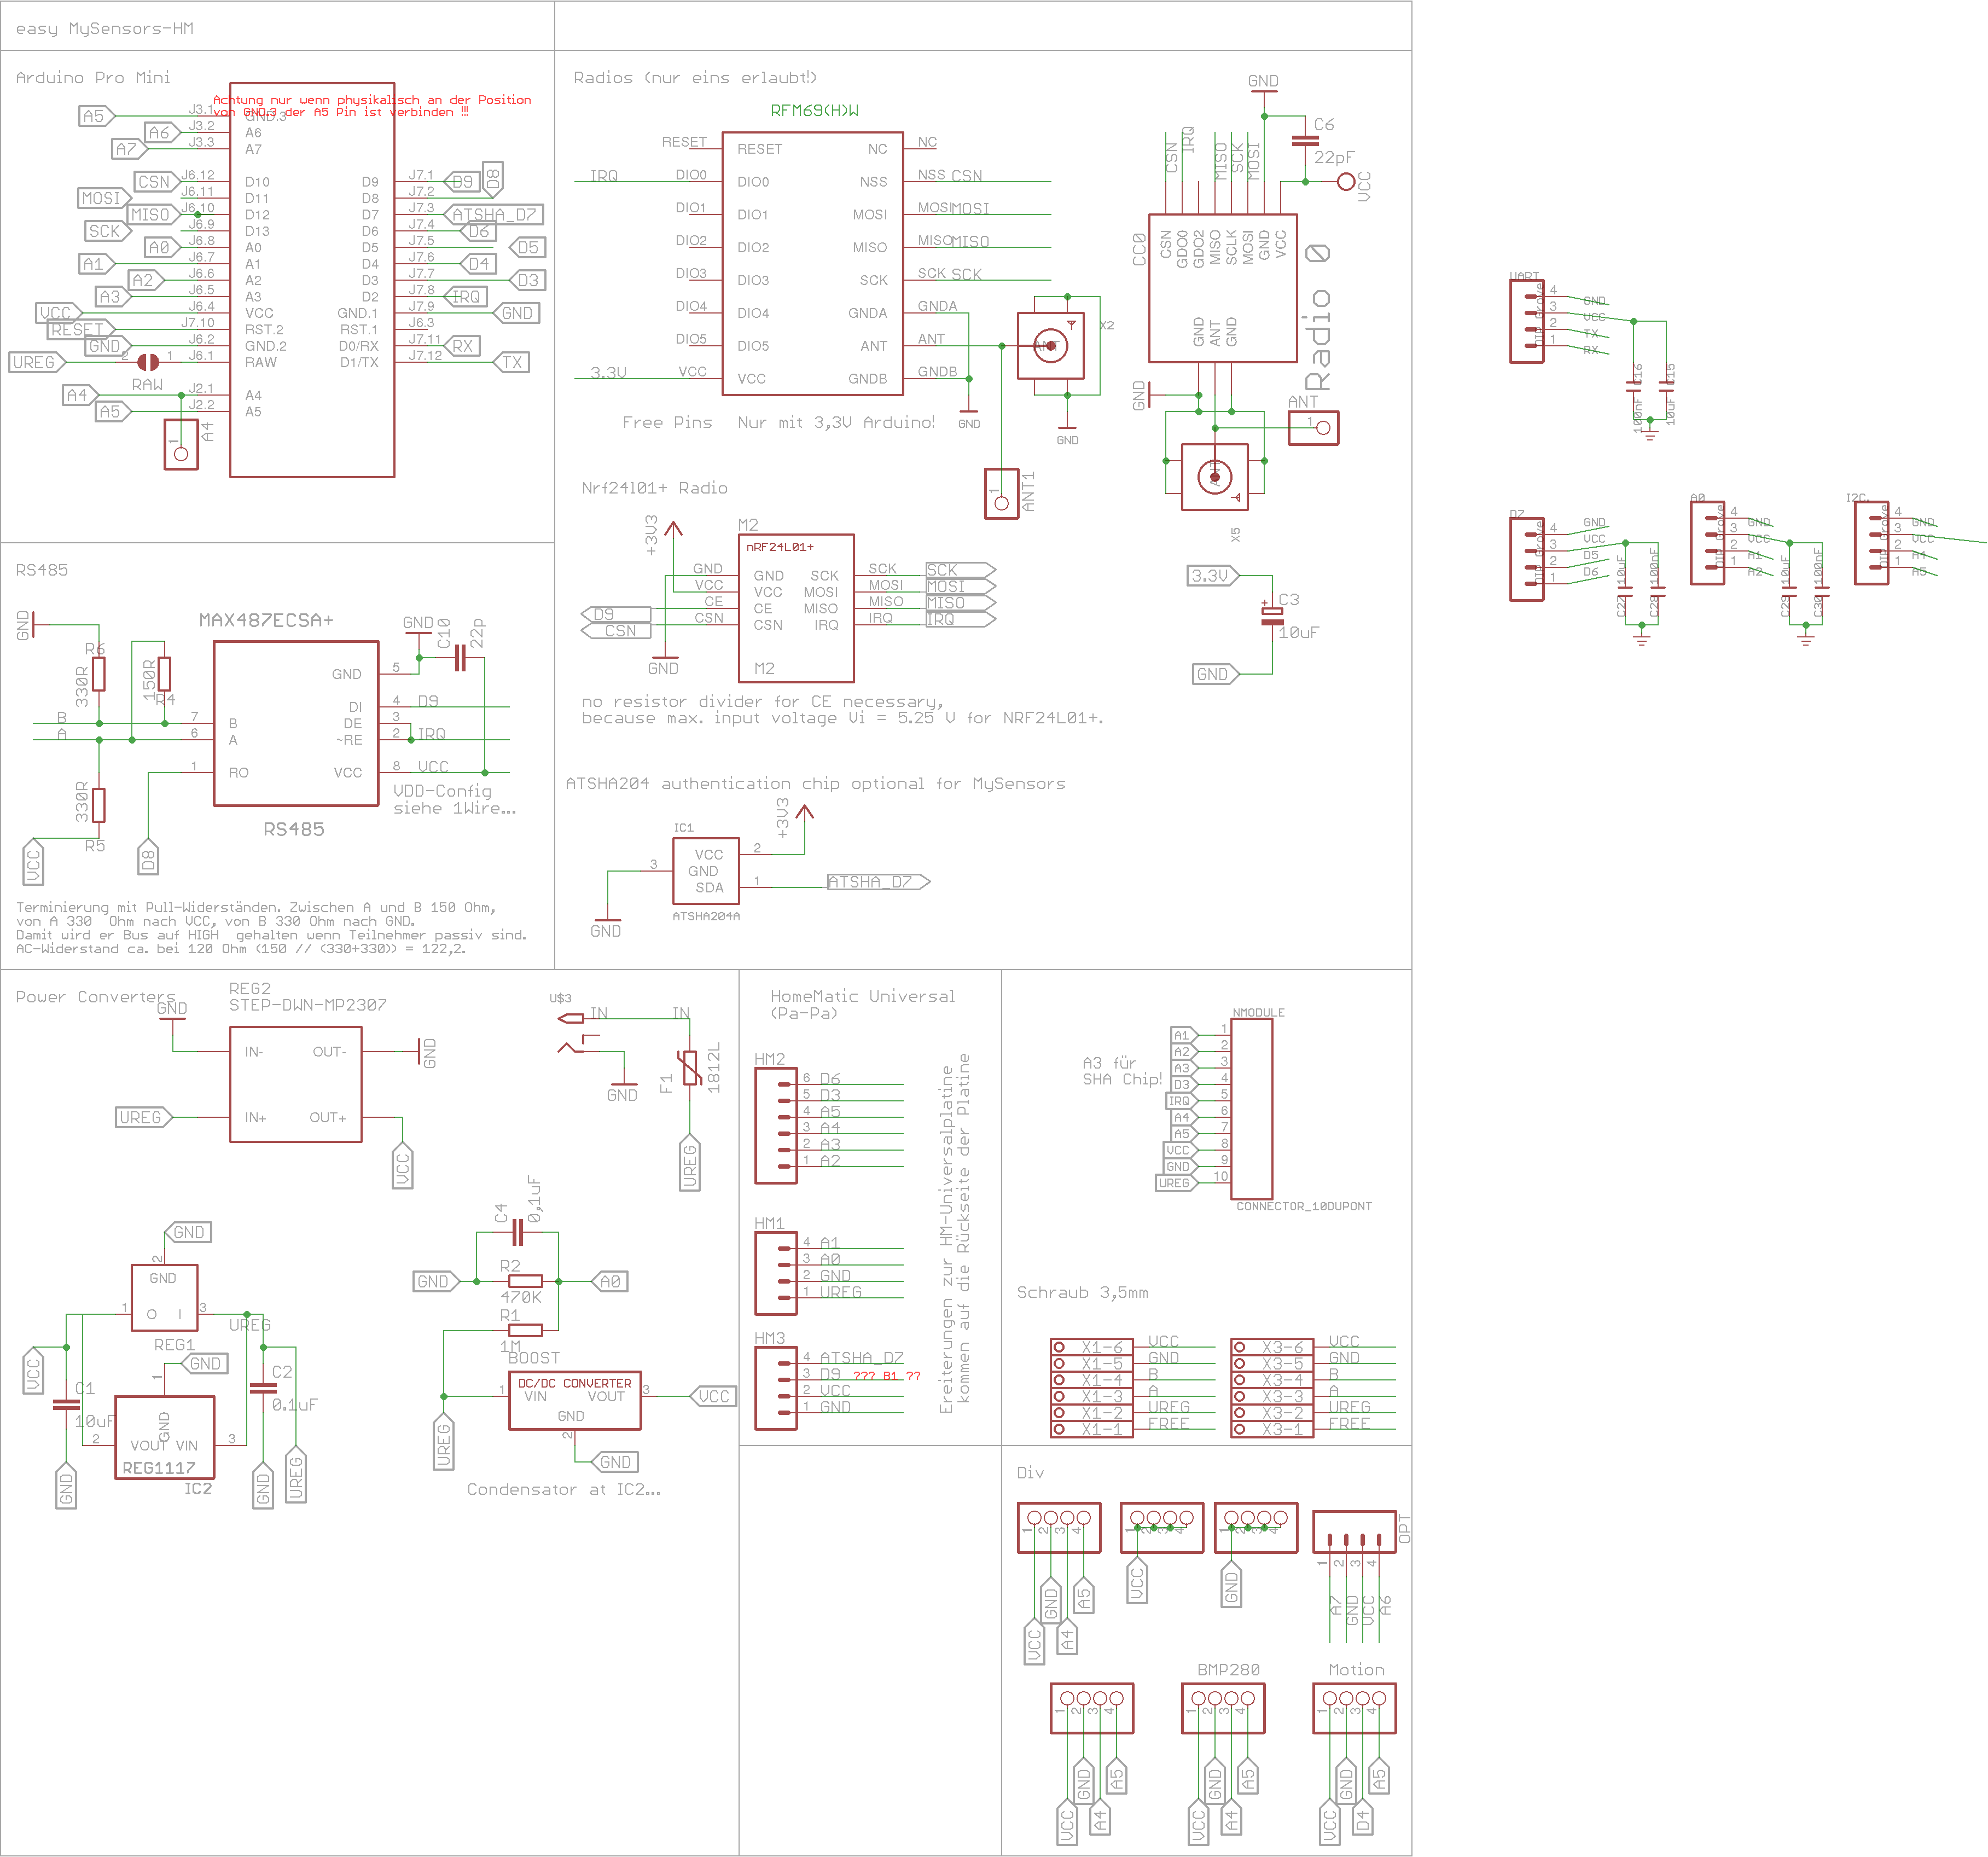 easy MySensors-HM
Arduino Pro Mini
Achtung nur wenn physikalisch an der Position
von GND.3 der A5 Pin ist verbinden !!!
A5 J3.1 GND.3
A6 J3.2 A6
A7 J3.3 A7
CSN J6.12 D10
MOSI J6.11 D11
MISO J6.10 D12
SCK J6.9 D13
A0 J6.8 A0
A1 J6.7 A1
A2 J6.6 A2
A3 J6.5 A3
VCC J6.4 VCC
RESET J7.10 RST.2
GND J6.2 GND.2
UREG 2 1 J6.1 RAW
RAW
A4 J2.1 A4
A5 J2.2 A5
1 A4
D9 J7.1 D9
D8 J7.2 D8
D7 J7.3 ATSHA_D7
D6 J7.4 D6
D5 J7.5 D5
D4 J7.6 D4
D3 J7.7 D3
D2 J7.8 IRQ
GND.1 J7.9 GND
RST.1 J6.3
D0/RX J7.11 RX
D1/TX J7.12 TX
Radios (nur eins erlaubt!)
RFM69(H)W
RESET RESET NC NC
IRQ DIO0 DIO0 NSS NSS CSN
DIO1 DIO1 MOSI MOSI MOSI
DIO2 DIO2 MISO MISO MISO
DIO3 DIO3 SCK SCK SCK
DIO4 DIO4 GNDA GNDA
DIO5 DIO5 ANT ANT
3.3V VCC VCC GNDB GNDB
GND
X2
ANT
GND
1 ANT1
Free Pins Nur mit 3,3V Arduino!
GND
C6
22pF
VCC
CSN IRQ MISO SCK MOSI
CC0
CSN GDO0 GDO2 MISO SCLK MOSI GND VCC
GND ANT GND
Radio 0
GND
ANT
1
ANT
X5
Nrf24l01+ Radio
+3V3
M2
nRF24L01+
GND GND SCK SCK SCK
VCC VCC MOSI MOSI MOSI
D9 CE CE MISO MISO MISO
CSN CSN CSN IRQ IRQ IRQ
GND
M2
3.3V
+
C3
10uF
GND
no resistor divider for CE necessary,
because max. input voltage Vi = 5.25 V for NRF24L01+.
ATSHA204 authentication chip optional for MySensors
+3V3
IC1
VCC 2
3 GND
SDA 1 ATSHA_D7
ATSHA204A
GND
RS485
GND
R6
330R
150R
R4
MAX487ECSA+
GND
C10
22p
GND 5
DI 4 D9
B 7 B DE 3
A 6 A ~RE 2 IRQ
1 RO VCC 8 VCC
330R
R5
VCC
D8
RS485
VDD-Config
siehe 1Wire...
Terminierung mit Pull-Widerständen. Zwischen A und B 150 Ohm,
von A 330 Ohm nach VCC, von B 330 Ohm nach GND.
Damit wird er Bus auf HIGH gehalten wenn Teilnehmer passiv sind.
AC-Widerstand ca. bei 120 Ohm (150 // (330+330)) = 122,2.
Power Converters
GND
REG2
STEP-DWN-MP2307
IN- OUT- GND
UREG IN+ OUT+
VCC
U$3
IN IN
GND
F1
1812L
UREG
GND
2
GND
1 O I 3
REG1
UREG
VCC
GND
C1
10uF
1
GND
C2
0.1uF
2 VOUT VIN 3
REG1117
IC2
GND
GND
UREG
C4
0,1uF
GND
R2
470K
A0
R1
1M
BOOST
DC/DC CONVERTER
1 VIN VOUT 3 VCC
GND
2
GND
UREG
Condensator at IC2...
HomeMatic Universal
(Pa-Pa)
HM2
6 D6
5 D3
4 A5
3 A4
2 A3
1 A2
HM1
4 A1
3 A0
2 GND
1 UREG
HM3
4 ATSHA_D7
3 D9 ??? B1 ??
2 VCC
1 GND
Ereiterungen zur HM-Universalplatine
kommen auf die Rückseite der Platine
NMODULE
A3 für
SHA Chip!
A1 1
A2 2
A3 3
D3 4
IRQ 5
A4 6
A5 7
VCC 8
GND 9
UREG 10
CONNECTOR_10DUPONT
Schraub 3,5mm
X1-6 VCC X3-6 VCC
X1-5 GND X3-5 GND
X1-4 B X3-4 B
X1-3 A X3-3 A
X1-2 UREG X3-2 UREG
X1-1 FREE X3-1 FREE
Div
1 2 3 4
VCC GND A4 A5
1 2 3 4
VCC
1 2 3 4
GND
OPT
1 2 3 4
A7 GND VCC A6
1 2 3 4
VCC GND A4 A5
BMP280
1 2 3 4
VCC GND A4 A5
Motion
1 2 3 4
VCC GND D4 A5
UART
4 GND
3 VCC
2 TX
1 RX
DIP Grove
C16 C15
100nF 10uF
D7
4 GND
3 VCC
2 D5
1 D6
DIP Grove
C27 10uF
C28 100nF
A0
4 GND
3 VCC
2 A1
1 A2
DIP Grove
C29 10uF
C30 100nF
I2C.
4 GND
3 VCC
2 A4
1 A5
DIP Grove